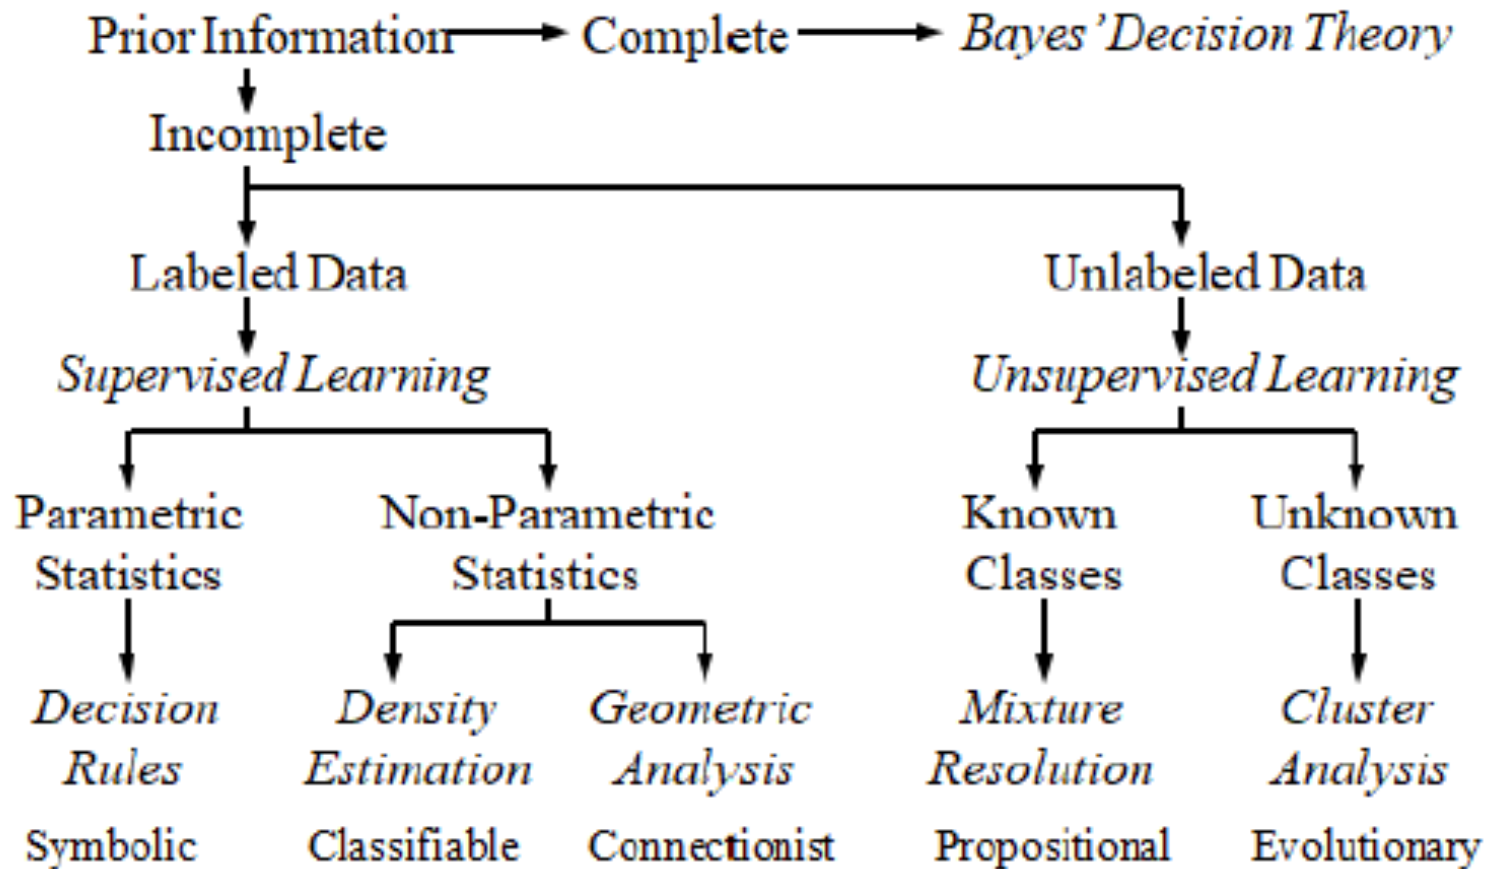 Prior Information Complete Bayes' Decision Theory
Incomplete
Labeled Data Unlabeled Data
Supervised Learning Unsupervised Learning
Parametric Non-Parametric Known Unknown
Statistics Statistics Classes Classes
Decision Density Geometric Mixture Cluster
Rules Estimation Analysis Resolution Analysis
Symbolic Classifiable Connectionist Propositional Evolutionary